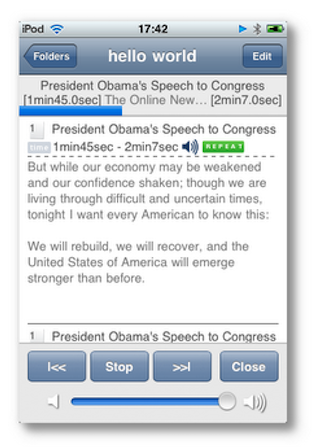 iPod 17:42
Folders hello world Edit
President Obama's Speech to Congress
[1min45.0sec] The Online New... [2min7.0sec]
1 President Obama's Speech to Congress
time 1min45sec - 2min7sec REPEAT
But while our economy may be weakened
and our confidence shaken; though we are
living through difficult and uncertain times,
tonight I want every American to know this:
We will rebuild, we will recover, and the
United States of America will emerge
stronger than before.
1 President Obama's Speech to Congress
I<< Stop >>I Close